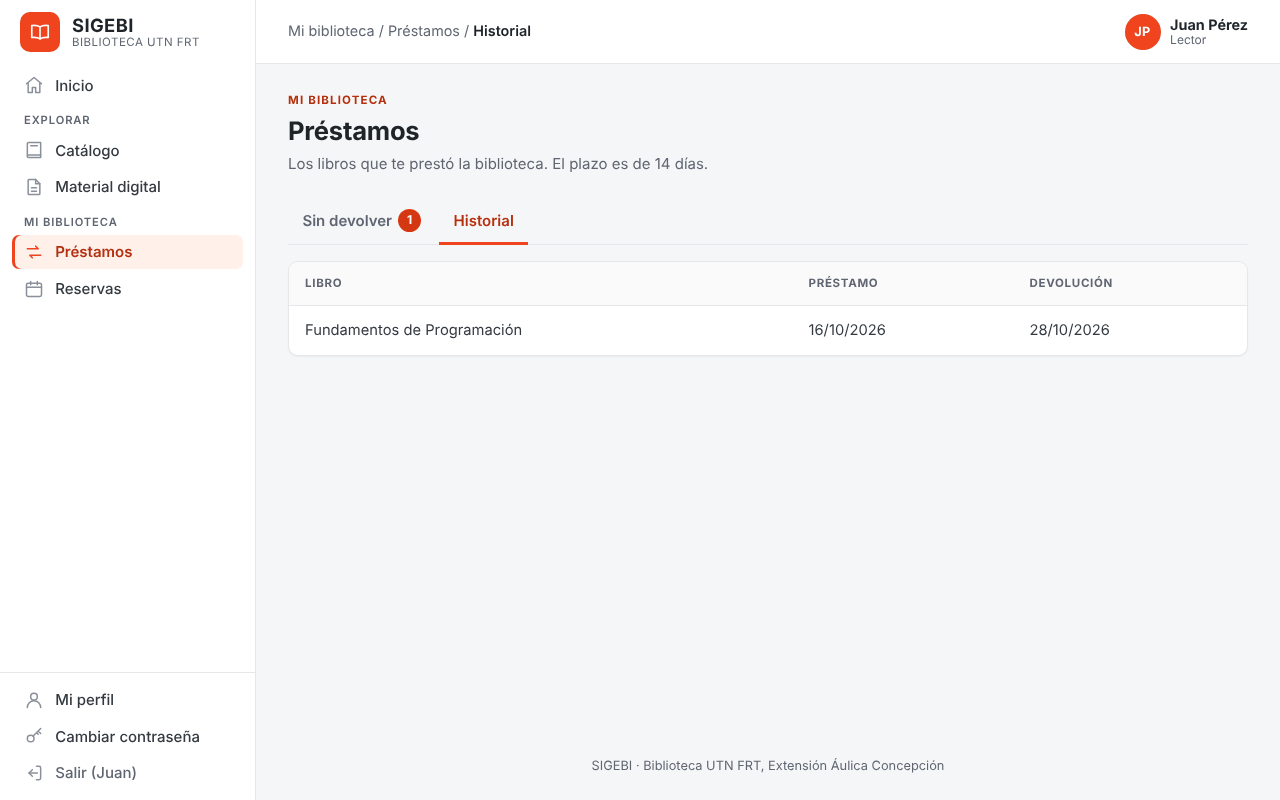 SIGEBI
BIBLIOTECA UTN FRT
Inicio
EXPLORAR
Catálogo
Material digital
MI BIBLIOTECA
Préstamos
Reservas
Mi perfil
Cambiar contraseña
Salir (Juan)
Mi biblioteca / Préstamos / Historial
JP
Juan Pérez
Lector
MI BIBLIOTECA
Préstamos
Los libros que te prestó la biblioteca. El plazo es de 14 días.
Sin devolver 1 Historial
LIBRO PRÉSTAMO DEVOLUCIÓN
Fundamentos de Programación 16/10/2026 28/10/2026
SIGEBI · Biblioteca UTN FRT, Extensión Áulica Concepción